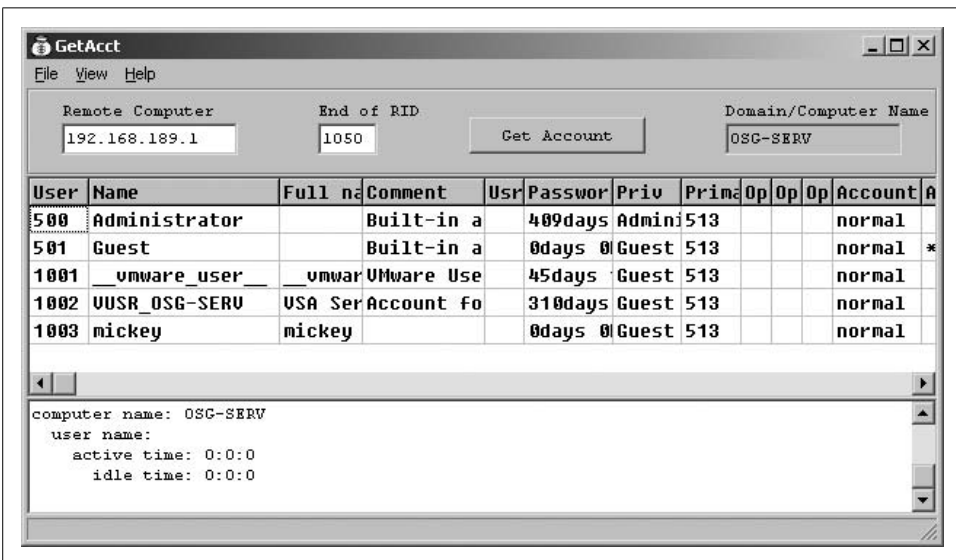 GetAcct
File View Help
Remote Computer End of RID Domain/Computer Name
192.168.189.1 1050 Get Account OSG-SERV
User Name Full na Comment Usr Passwor Priv Prima Op Op Op Account A
500 Administrator Built-in a 409days Admini 513 normal
501 Guest Built-in a 0days 0 Guest 513 normal *
1001 __vmware_user__ __vmwar VMware Use 45days Guest 513 normal
1002 VUSR_OSG-SERV VSA Ser Account fo 310days Guest 513 normal
1003 mickey mickey 0days 0 Guest 513 normal
computer name: OSG-SERV
user name:
active time: 0:0:0
idle time: 0:0:0